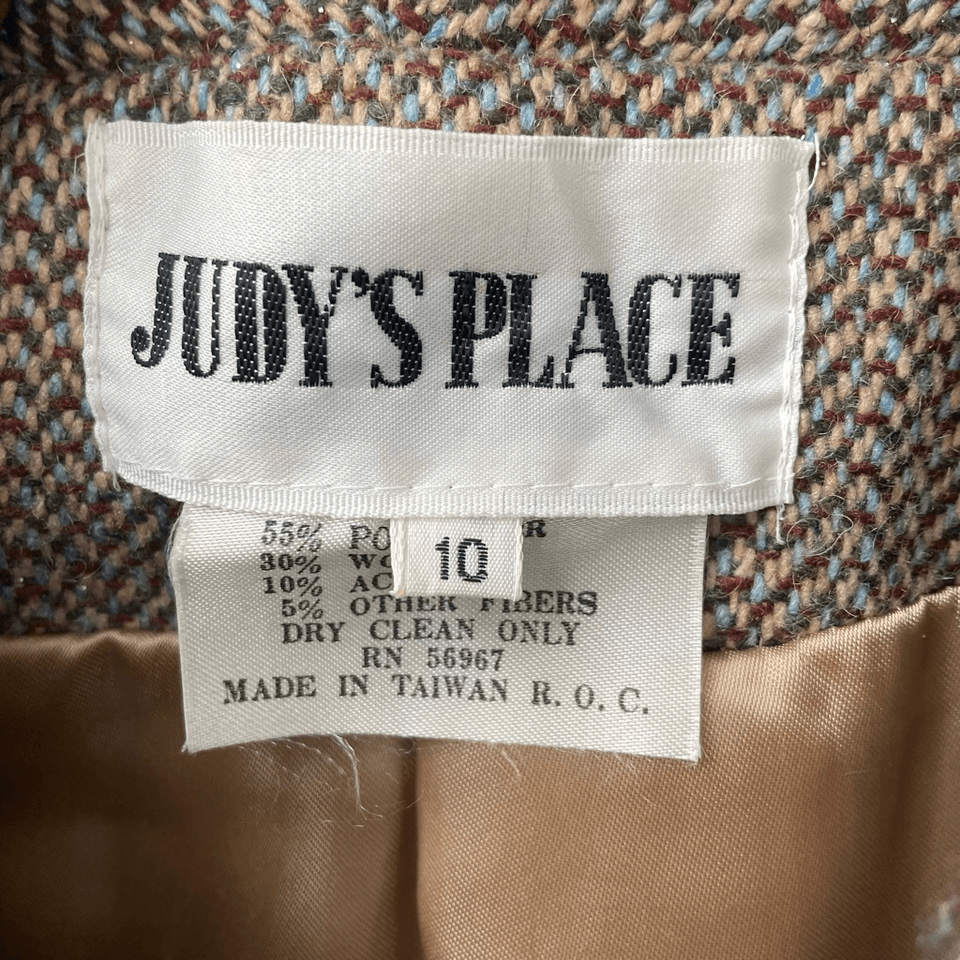 JUDY'S PLACE
10
55%
30%
10%
5% OTHER FIBERS
DRY CLEAN ONLY
RN 56967
MADE IN TAIWAN R.O.C.